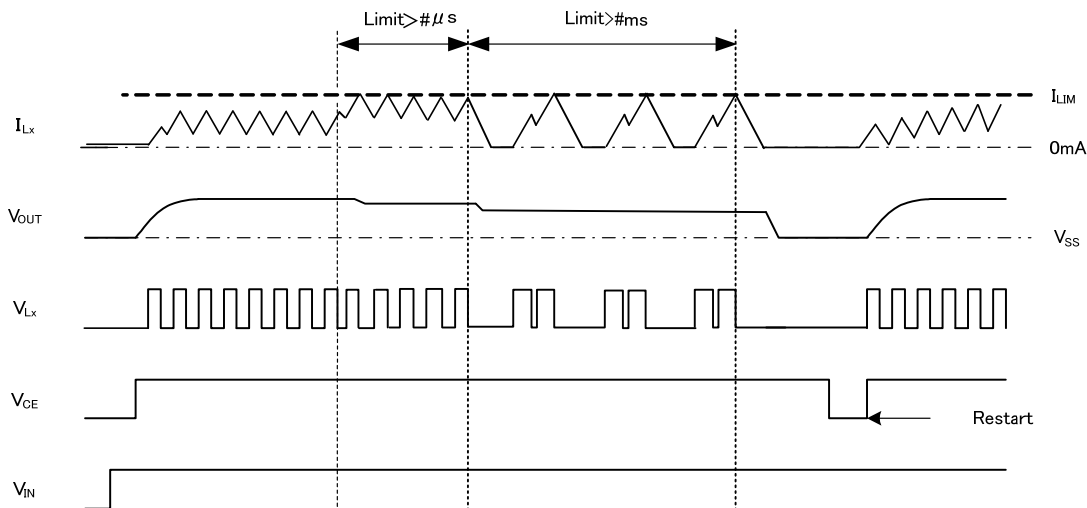 Limit>#μs
Limit>#ms
ILIM
ILx
0mA
VOUT
VSS
VLx
VCE
Restart
VIN